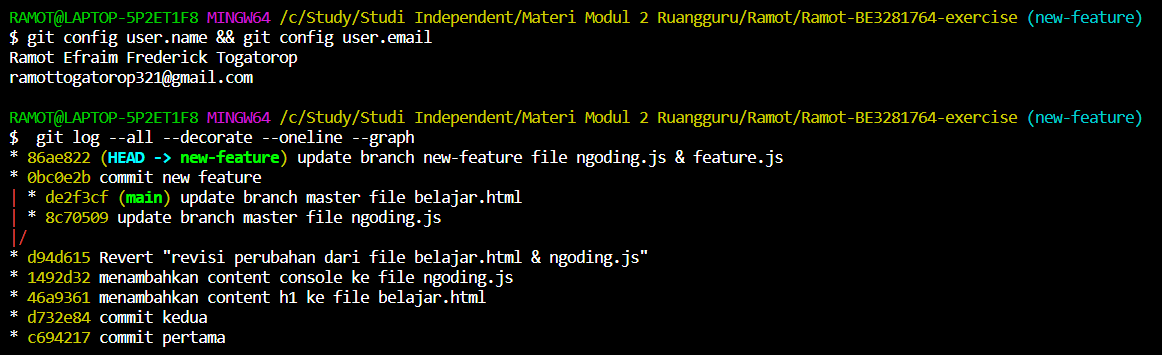 RAMOT@LAPTOP-5P2ET1F8 MINGW64 /c/Study/Studi Independent/Materi Modul 2 Ruangguru/Ramot/Ramot-BE3281764-exercise (new-feature)
$ git config user.name && git config user.email
Ramot Efraim Frederick Togatorop
ramottogatorop321@gmail.com

RAMOT@LAPTOP-5P2ET1F8 MINGW64 /c/Study/Studi Independent/Materi Modul 2 Ruangguru/Ramot/Ramot-BE3281764-exercise (new-feature)
$  git log --all --decorate --oneline --graph
* 86ae822 (HEAD -> new-feature) update branch new-feature file ngoding.js & feature.js
* 0bc0e2b commit new feature
| * de2f3cf (main) update branch master file belajar.html
| * 8c70509 update branch master file ngoding.js
|/
* d94d615 Revert "revisi perubahan dari file belajar.html & ngoding.js"
* 1492d32 menambahkan content console ke file ngoding.js
* 46a9361 menambahkan content h1 ke file belajar.html
* d732e84 commit kedua
* c694217 commit pertama